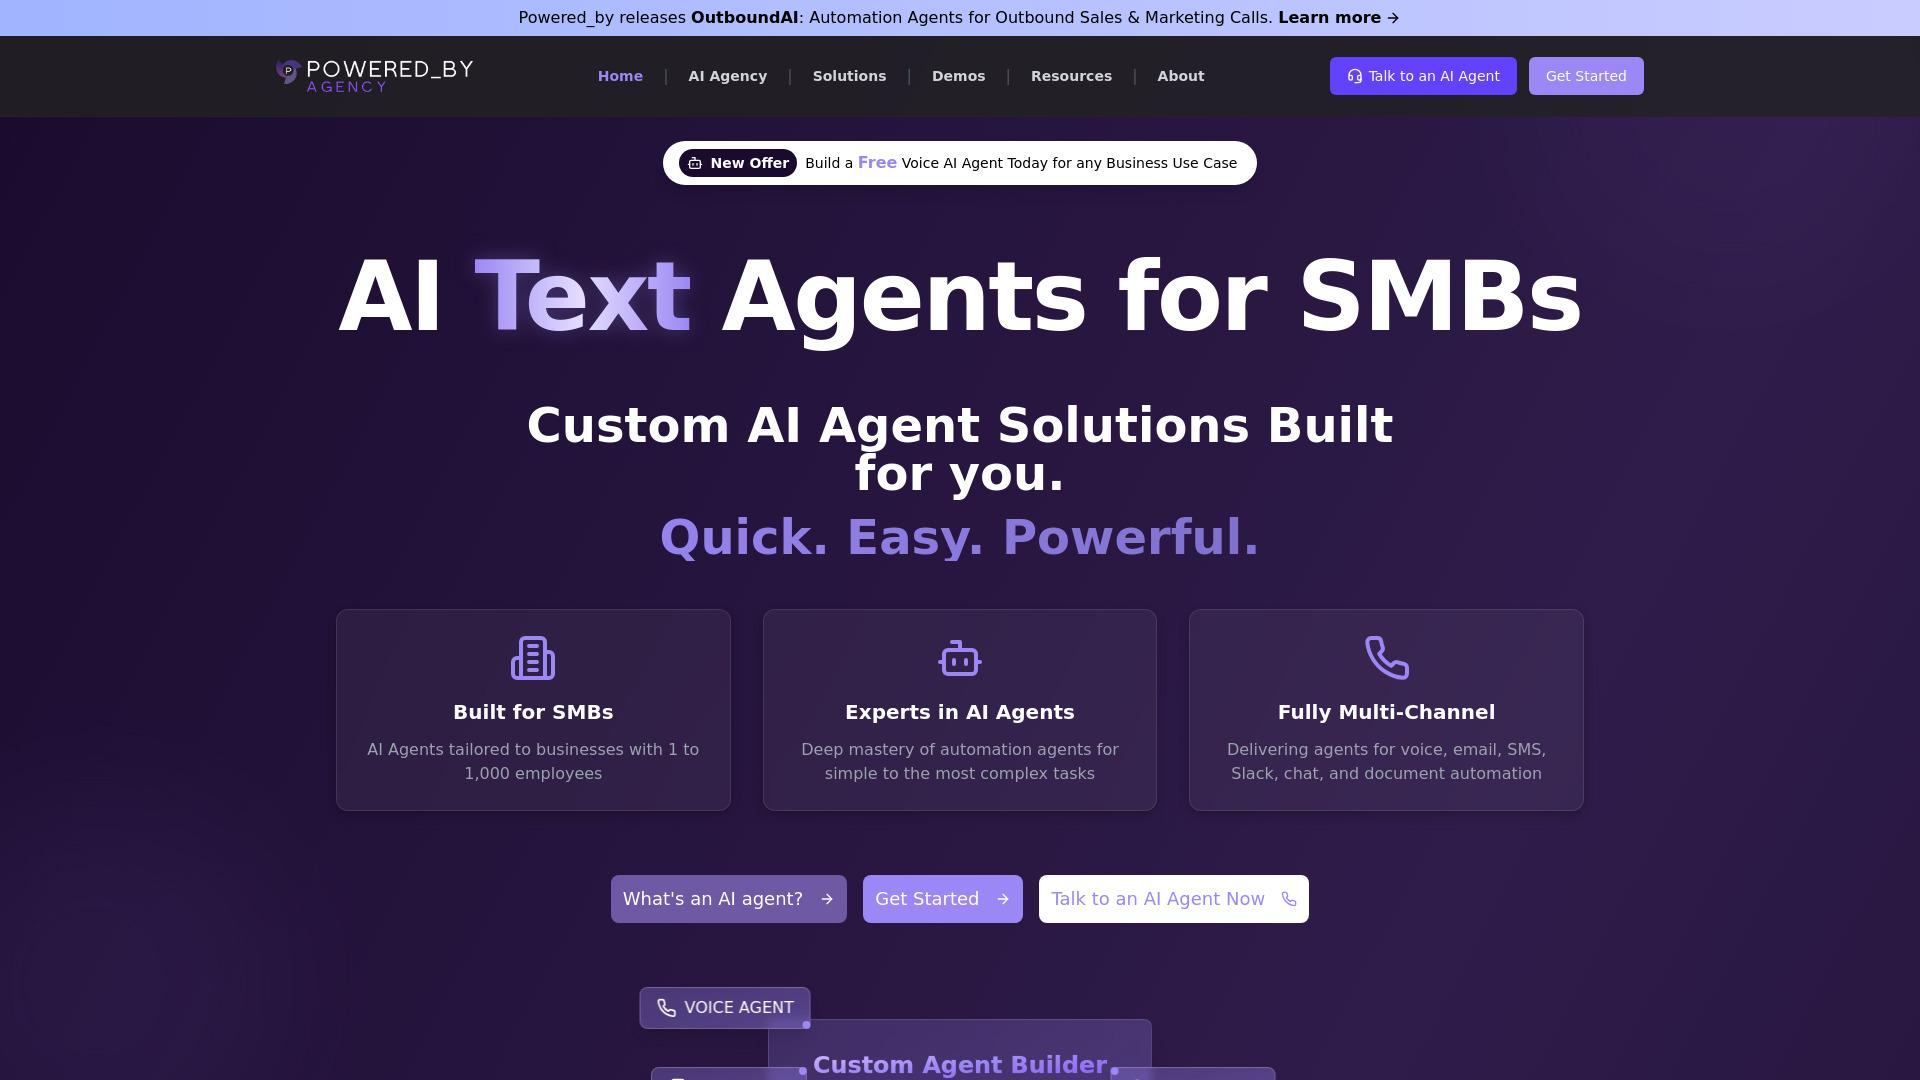 Powered_by releases OutboundAI: Automation Agents for Outbound Sales & Marketing Calls. Learn more →
POWERED_BY
AGENCY
Home | AI Agency | Solutions | Demos | Resources | About
Talk to an AI Agent
Get Started
New Offer Build a Free Voice AI Agent Today for any Business Use Case
AI Text Agents for SMBs
Custom AI Agent Solutions Built
for you.
Quick. Easy. Powerful.
Built for SMBs
AI Agents tailored to businesses with 1 to
1,000 employees
Experts in AI Agents
Deep mastery of automation agents for
simple to the most complex tasks
Fully Multi-Channel
Delivering agents for voice, email, SMS,
Slack, chat, and document automation
What's an AI agent? →
Get Started →
Talk to an AI Agent Now
VOICE AGENT
Custom Agent Builder